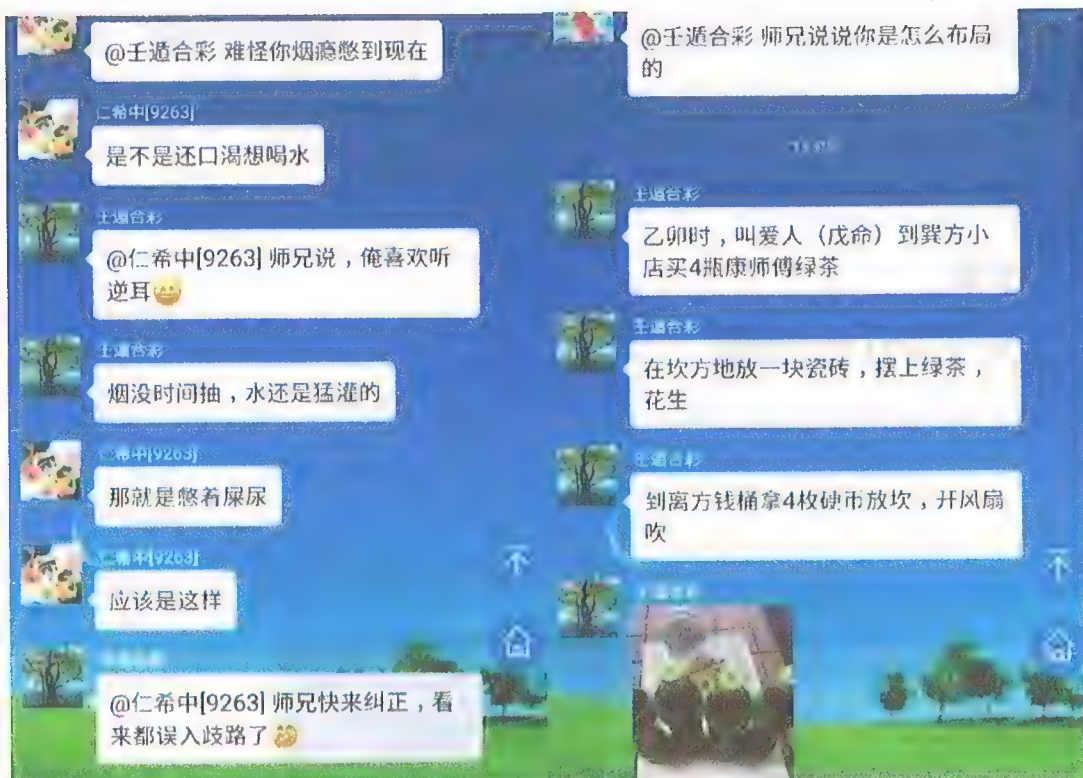 @壬遁合彩 难怪你烟瘾憋到现在
仁希中[9263]
是不是还口渴想喝水
壬遁合彩
@仁希中[9263] 师兄说，俺喜欢听
逆耳
壬遁合彩
烟没时间抽，水还是猛灌的
仁希中[9263]
那就是憋着屎尿
仁希中[9263]
应该是这样
@仁希中[9263] 师兄快来纠正，看
来都误入歧路了
@壬遁合彩 师兄说说你是怎么布局
的
壬遁合彩
乙卯时，叫爱人（戊命）到巽方小
店买4瓶康师傅绿茶
壬遁合彩
在坎方地放一块瓷砖，摆上绿茶，
花生
壬遁合彩
到离方钱桶拿4枚硬币放坎，开风扇
吹